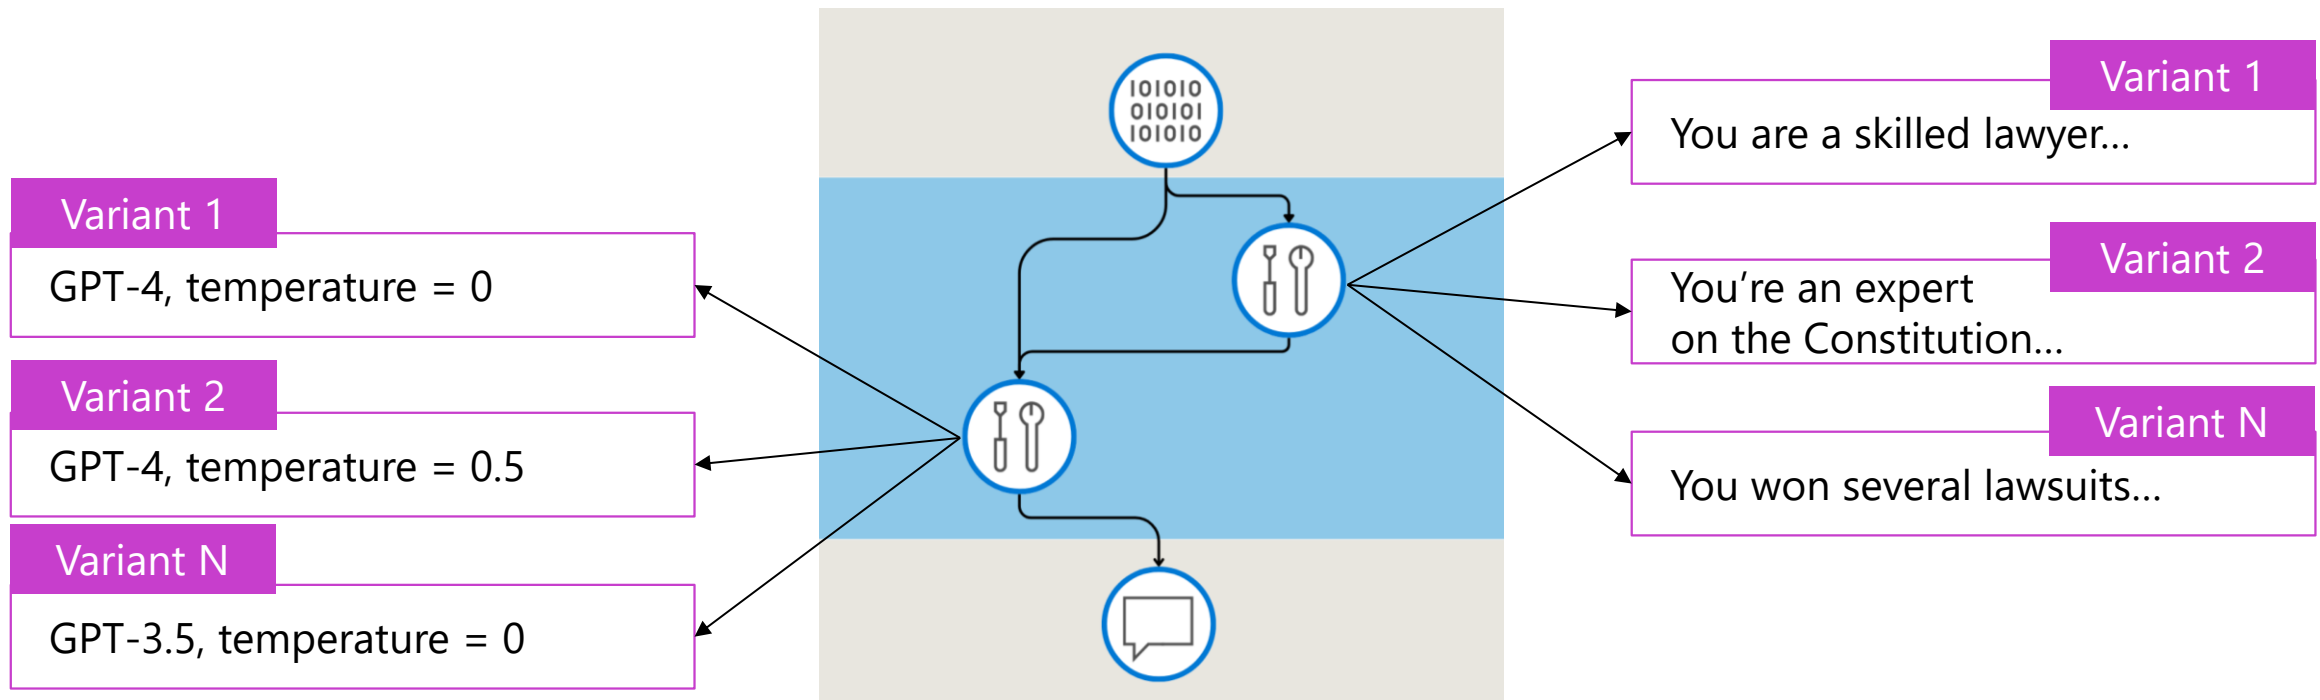 101010
010101
101010
Variant 1
GPT-4, temperature = 0
Variant 2
GPT-4, temperature = 0.5
Variant N
GPT-3.5, temperature = 0
Variant 1
You are a skilled lawyer...
Variant 2
You’re an expert
on the Constitution...
Variant N
You won several lawsuits...